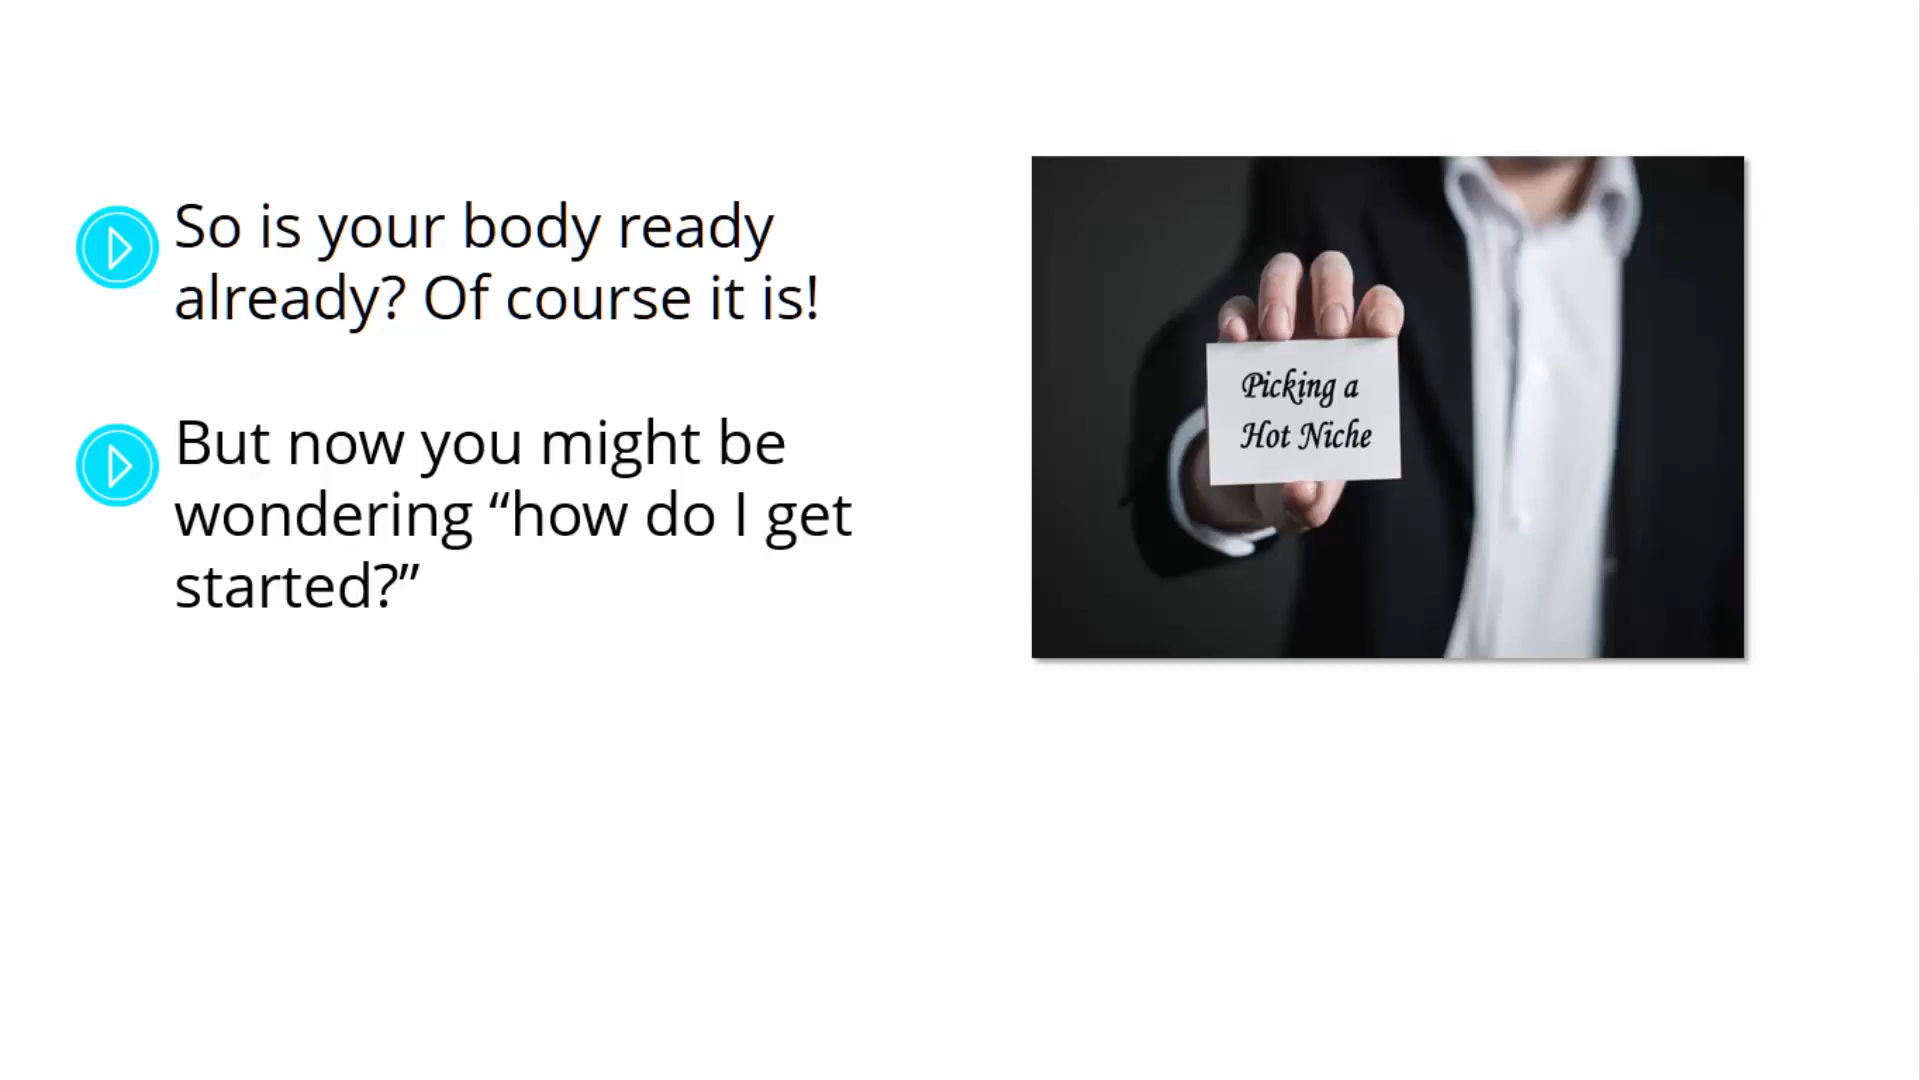 So is your body ready
already? Of course it is!
But now you might be
wondering “how do I get
started?”
Picking a
Hot Niche